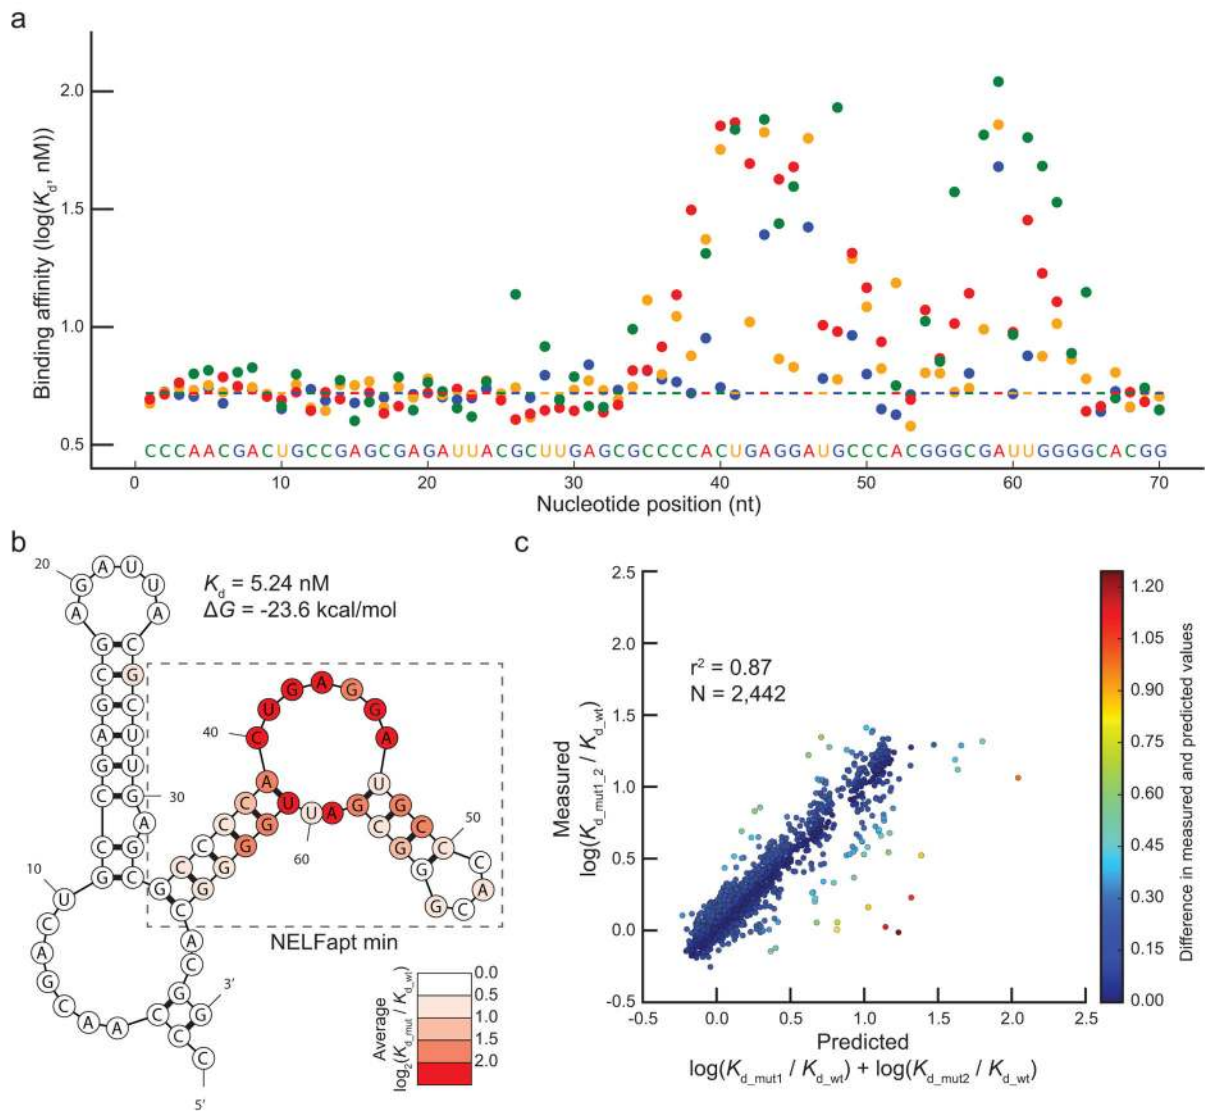 a
Binding affinity (log(Kd, nM))
2.0
1.5
1.0
0.5
CCCAACGACUGCCGAGCGAGAUUACGCUUGAGCGCCCCACUGAGGAUGCCCACGGGCGAUUGGGGCACGG
0 10 20 30 40 50 60 70
Nucleotide position (nt)
b
Kd = 5.24 nM
ΔG = -23.6 kcal/mol
5′
C C C A A C G A C U G C C G A G C G A G A U U A C G C U U G A G C G C C C C A C U G A G G A U G C C C A C G G G C G A U U G G G G C A C G G
3′
10
20
30
40
50
60
NELFapt min
Average
log2(Kd_mut / Kd_wt)
0.0
0.5
1.0
1.5
2.0
c
Measured
log(Kd_mut1_2 / Kd_wt)
2.5
2.0
1.5
1.0
0.5
0.0
-0.5
r2 = 0.87
N = 2,442
-0.5 0.0 0.5 1.0 1.5 2.0 2.5
Predicted
log(Kd_mut1 / Kd_wt) + log(Kd_mut2 / Kd_wt)
1.20
1.05
0.90
0.75
0.60
0.45
0.30
0.15
0.00
Difference in measured and predicted values